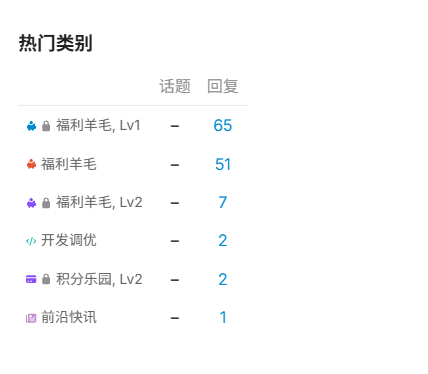 热门类别
话题 回复
福利羊毛, Lv1 – 65
福利羊毛 – 51
福利羊毛, Lv2 – 7
开发调优 – 2
积分乐园, Lv2 – 2
前沿快讯 – 1